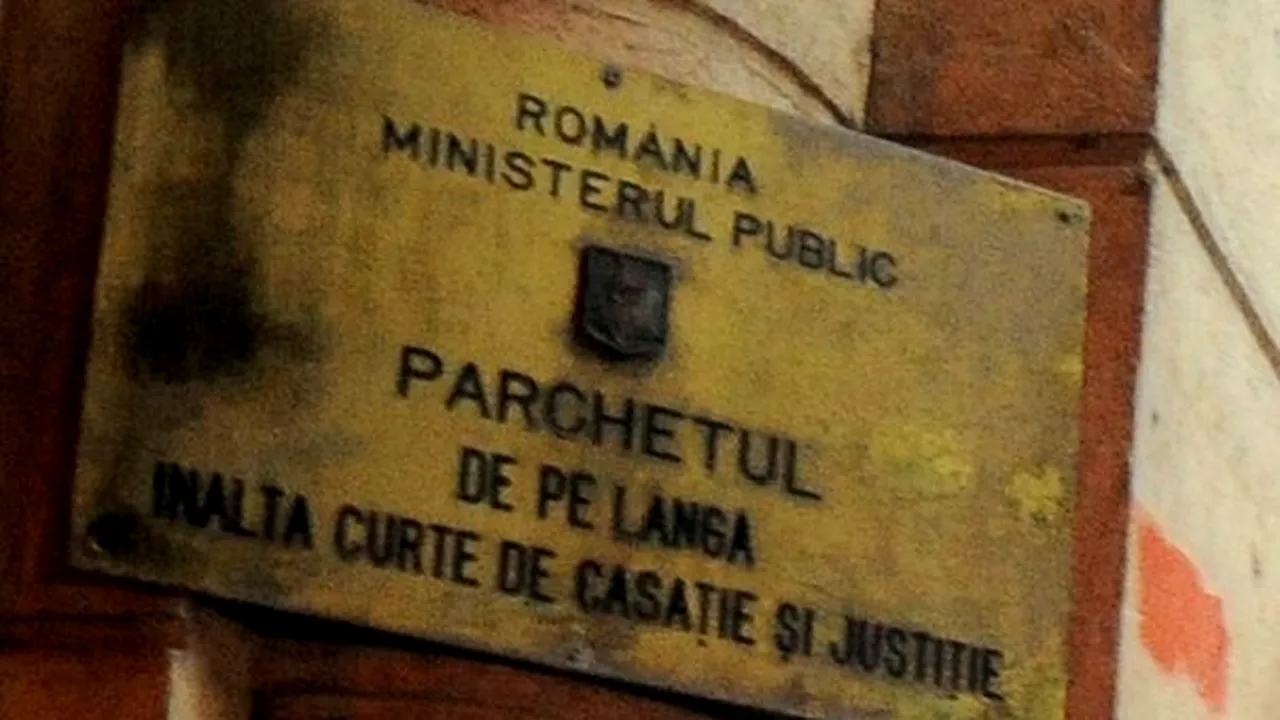 ROMANIA
MINISTERUL PUBLIC
PARCHETUL
DE PE LANGA
INALTA CURTE DE CASAȚIE ȘI JUSTIȚIE